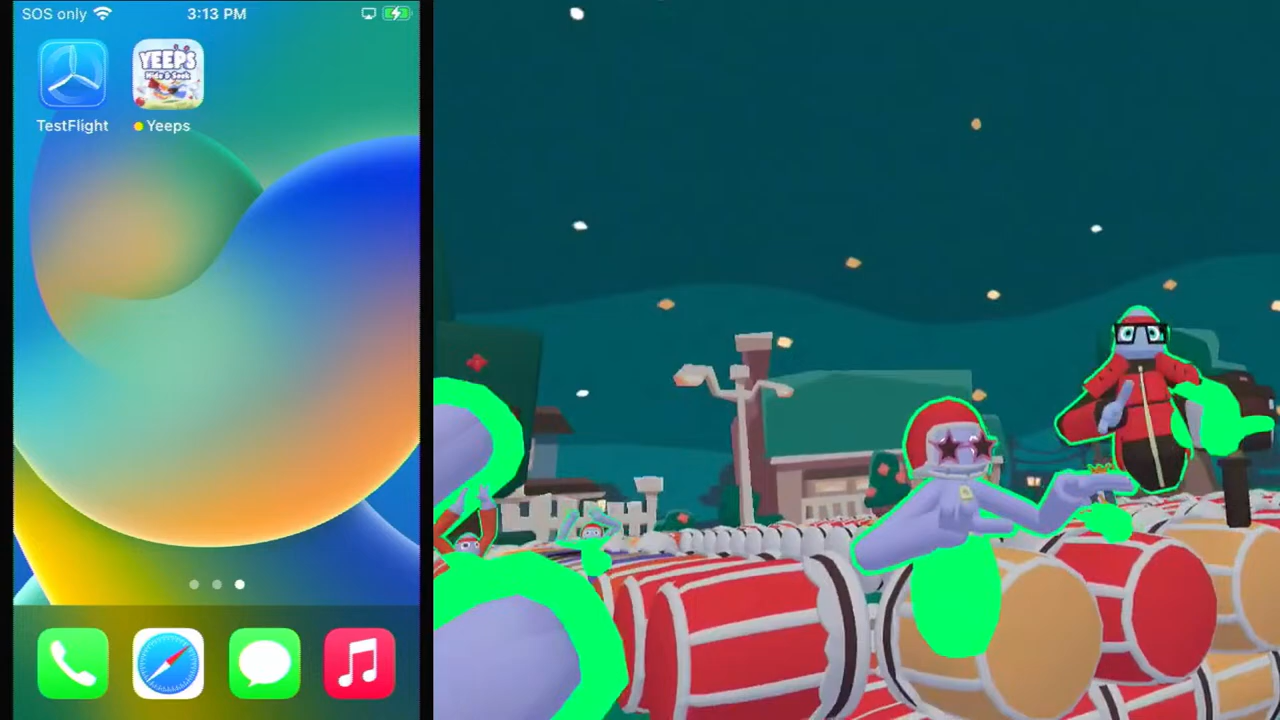 SOS only
3:13 PM
YEEPS
Hide & Seek
TestFlight
Yeeps